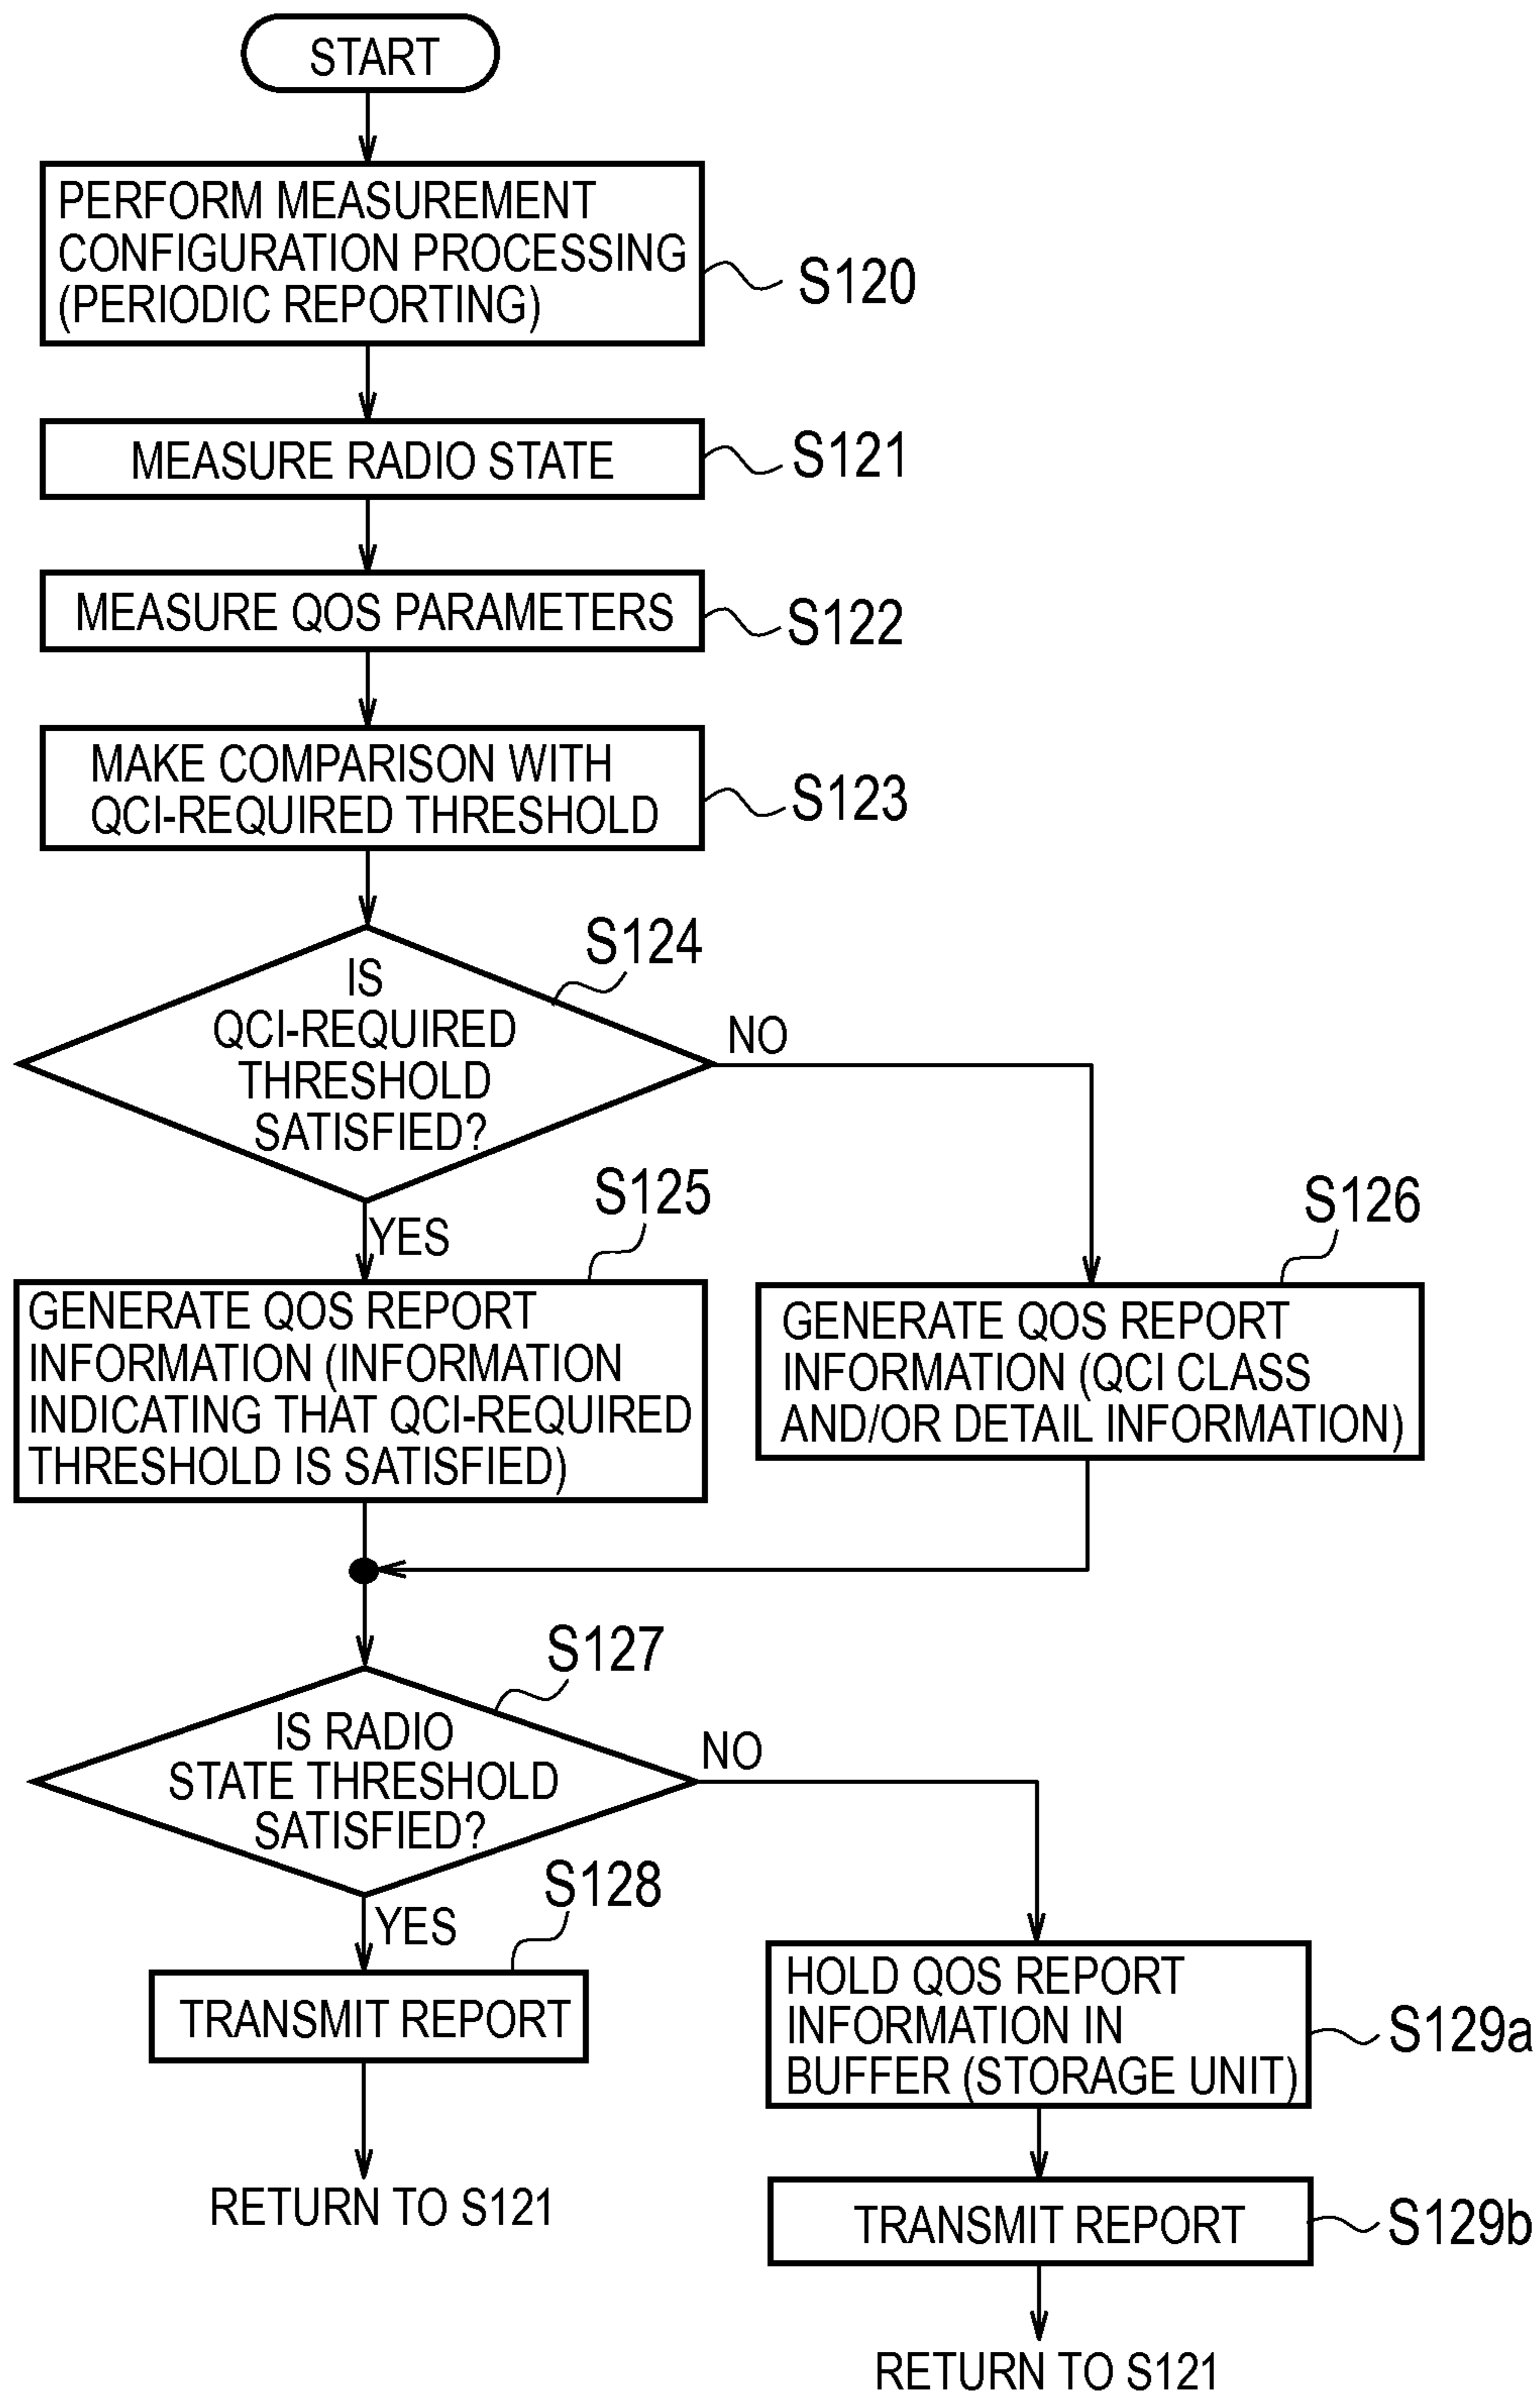 START
PERFORM MEASUREMENT
CONFIGURATION PROCESSING
(PERIODIC REPORTING)
S120
MEASURE RADIO STATE
S121
MEASURE QOS PARAMETERS
S122
MAKE COMPARISON WITH
QCI-REQUIRED THRESHOLD
S123
S124
IS
QCI-REQUIRED
THRESHOLD
SATISFIED?
NO
YES
S125
GENERATE QOS REPORT
INFORMATION (INFORMATION
INDICATING THAT QCI-REQUIRED
THRESHOLD IS SATISFIED)
S126
GENERATE QOS REPORT
INFORMATION (QCI CLASS
AND/OR DETAIL INFORMATION)
S127
IS RADIO
STATE THRESHOLD
SATISFIED?
NO
YES
S128
TRANSMIT REPORT
RETURN TO S121
HOLD QOS REPORT
INFORMATION IN
BUFFER (STORAGE UNIT)
S129a
TRANSMIT REPORT
S129b
RETURN TO S121